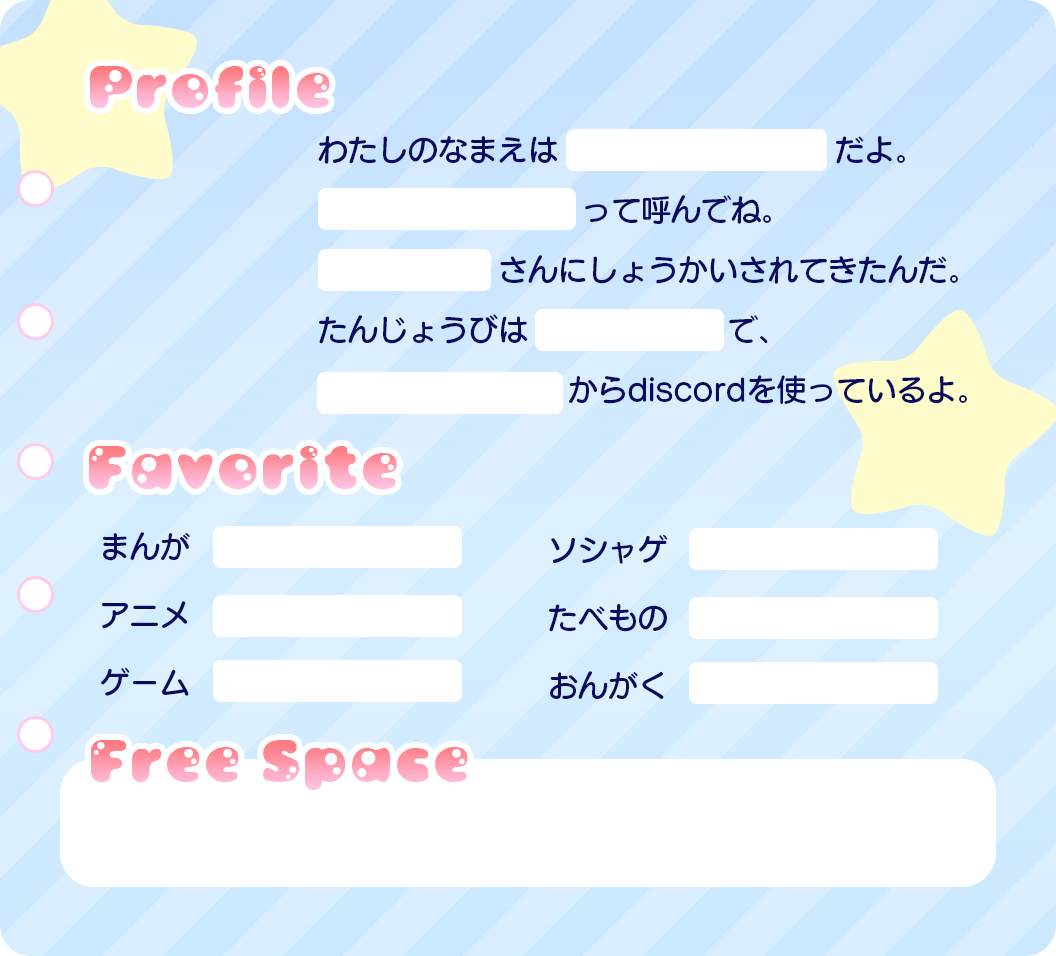 Profile
わたしのなまえは だよ。
って呼んでね。
さんにしょうかいされてきたんだ。
たんじょうびは で、
からdiscordを使っているよ。
Favorite
まんが ソシャゲ
アニメ たべもの
ゲーム おんがく
Free Space